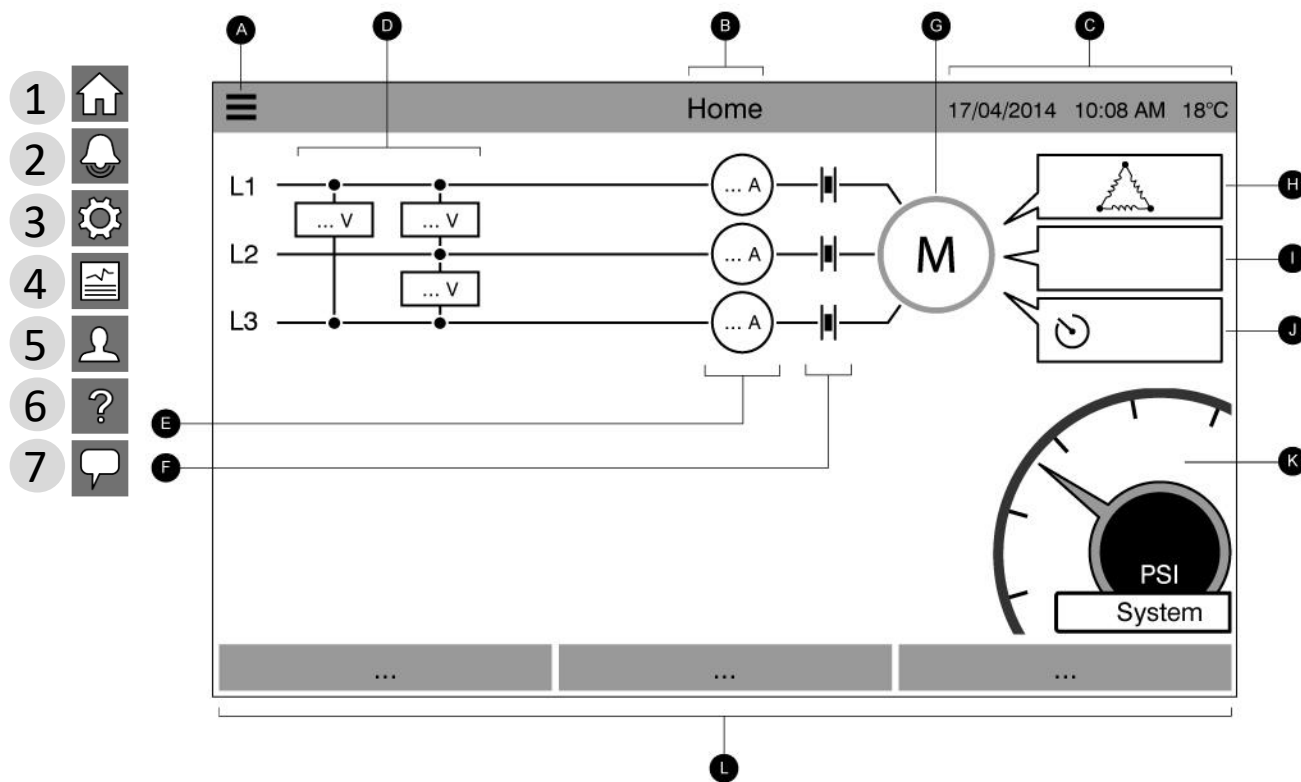 A D B G C
1
2
3
4
5
6
7
Home 17/04/2014 10:08 AM 18°C
L1 ... A
... V ... V
L2 ... A M
... V
L3 ... A
H
I
J
E
F
K
PSI
System
... ... ...
L